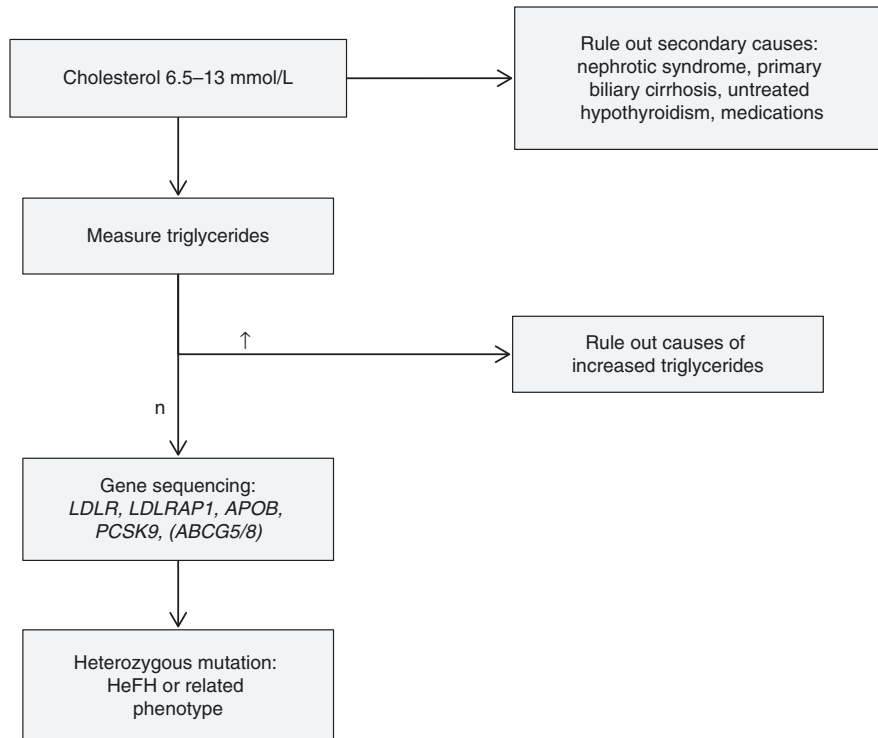 Cholesterol 6.5–13 mmol/L
Rule out secondary causes:
nephrotic syndrome, primary
biliary cirrhosis, untreated
hypothyroidism, medications
Measure triglycerides
↑
Rule out causes of
increased triglycerides
n
Gene sequencing:
LDLR, LDLRAP1, APOB,
PCSK9, (ABCG5/8)
Heterozygous mutation:
HeFH or related
phenotype